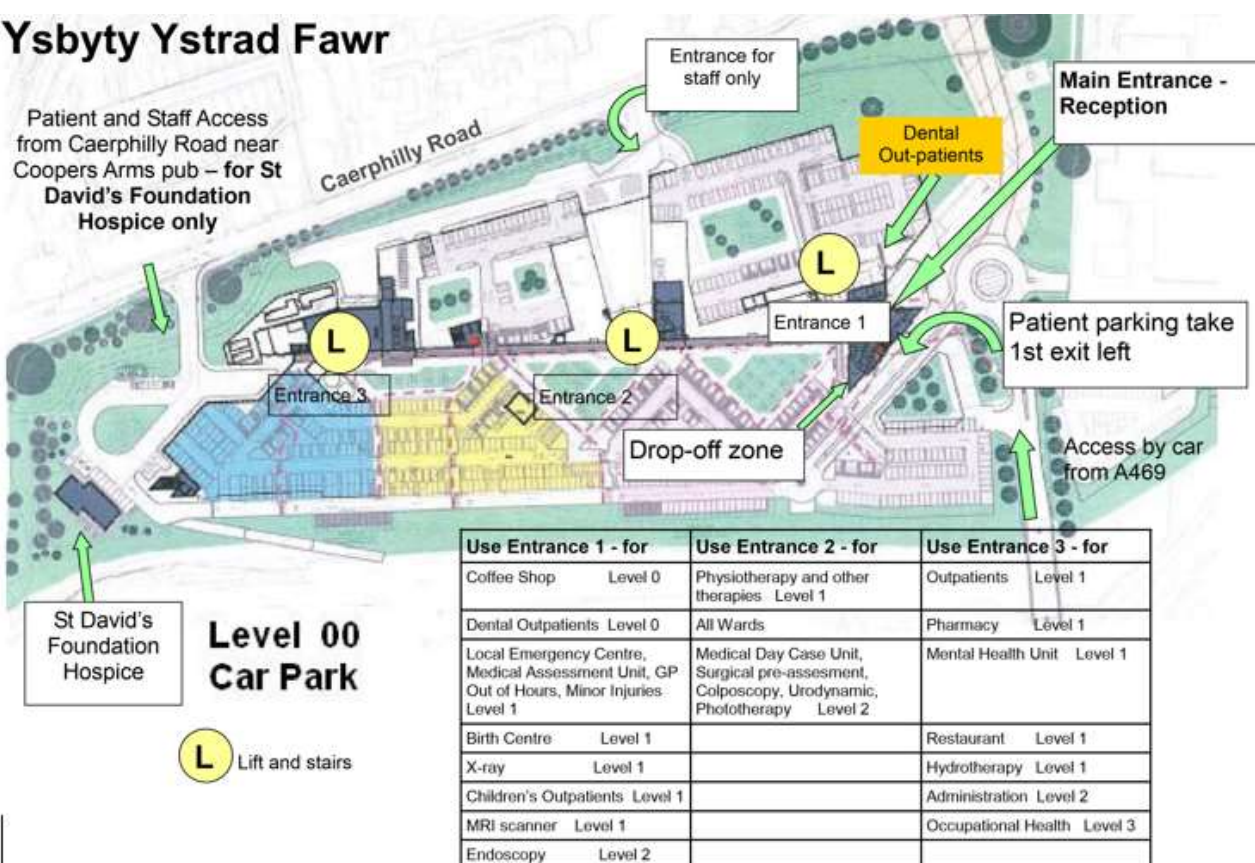 Ysbyty Ystrad Fawr
Patient and Staff Access
from Caerphilly Road near
Coopers Arms pub – for St
David's Foundation
Hospice only
Caerphilly Road
Entrance for
staff only
Main Entrance -
Reception
Dental
Out-patients
L
L
L
Entrance 1
Entrance 2
Entrance 3
Patient parking take
1st exit left
Drop-off zone
Access by car
from A469
St David's
Foundation
Hospice
Level 00
Car Park
L Lift and stairs
Use Entrance 1 - for Use Entrance 2 - for Use Entrance 3 - for
Coffee Shop Level 0
Physiotherapy and other
therapies Level 1
Outpatients Level 1
Dental Outpatients Level 0
All Wards
Pharmacy Level 1
Local Emergency Centre,
Medical Assessment Unit, GP
Out of Hours, Minor Injuries
Level 1
Medical Day Case Unit,
Surgical pre-assesment,
Colposcopy, Urodynamic,
Phototherapy Level 2
Mental Health Unit Level 1
Birth Centre Level 1
Restaurant Level 1
X-ray Level 1
Hydrotherapy Level 1
Children's Outpatients Level 1
Administration Level 2
MRI scanner Level 1
Occupational Health Level 3
Endoscopy Level 2